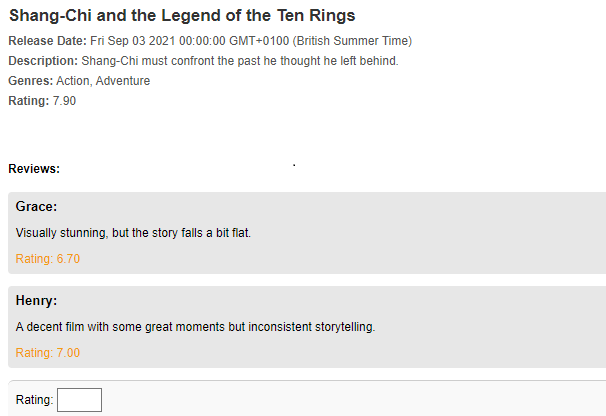 Shang-Chi and the Legend of the Ten Rings
Release Date: Fri Sep 03 2021 00:00:00 GMT+0100 (British Summer Time)
Description: Shang-Chi must confront the past he thought he left behind.
Genres: Action, Adventure
Rating: 7.90
Reviews:
Grace:
Visually stunning, but the story falls a bit flat.
Rating: 6.70
Henry:
A decent film with some great moments but inconsistent storytelling.
Rating: 7.00
Rating: